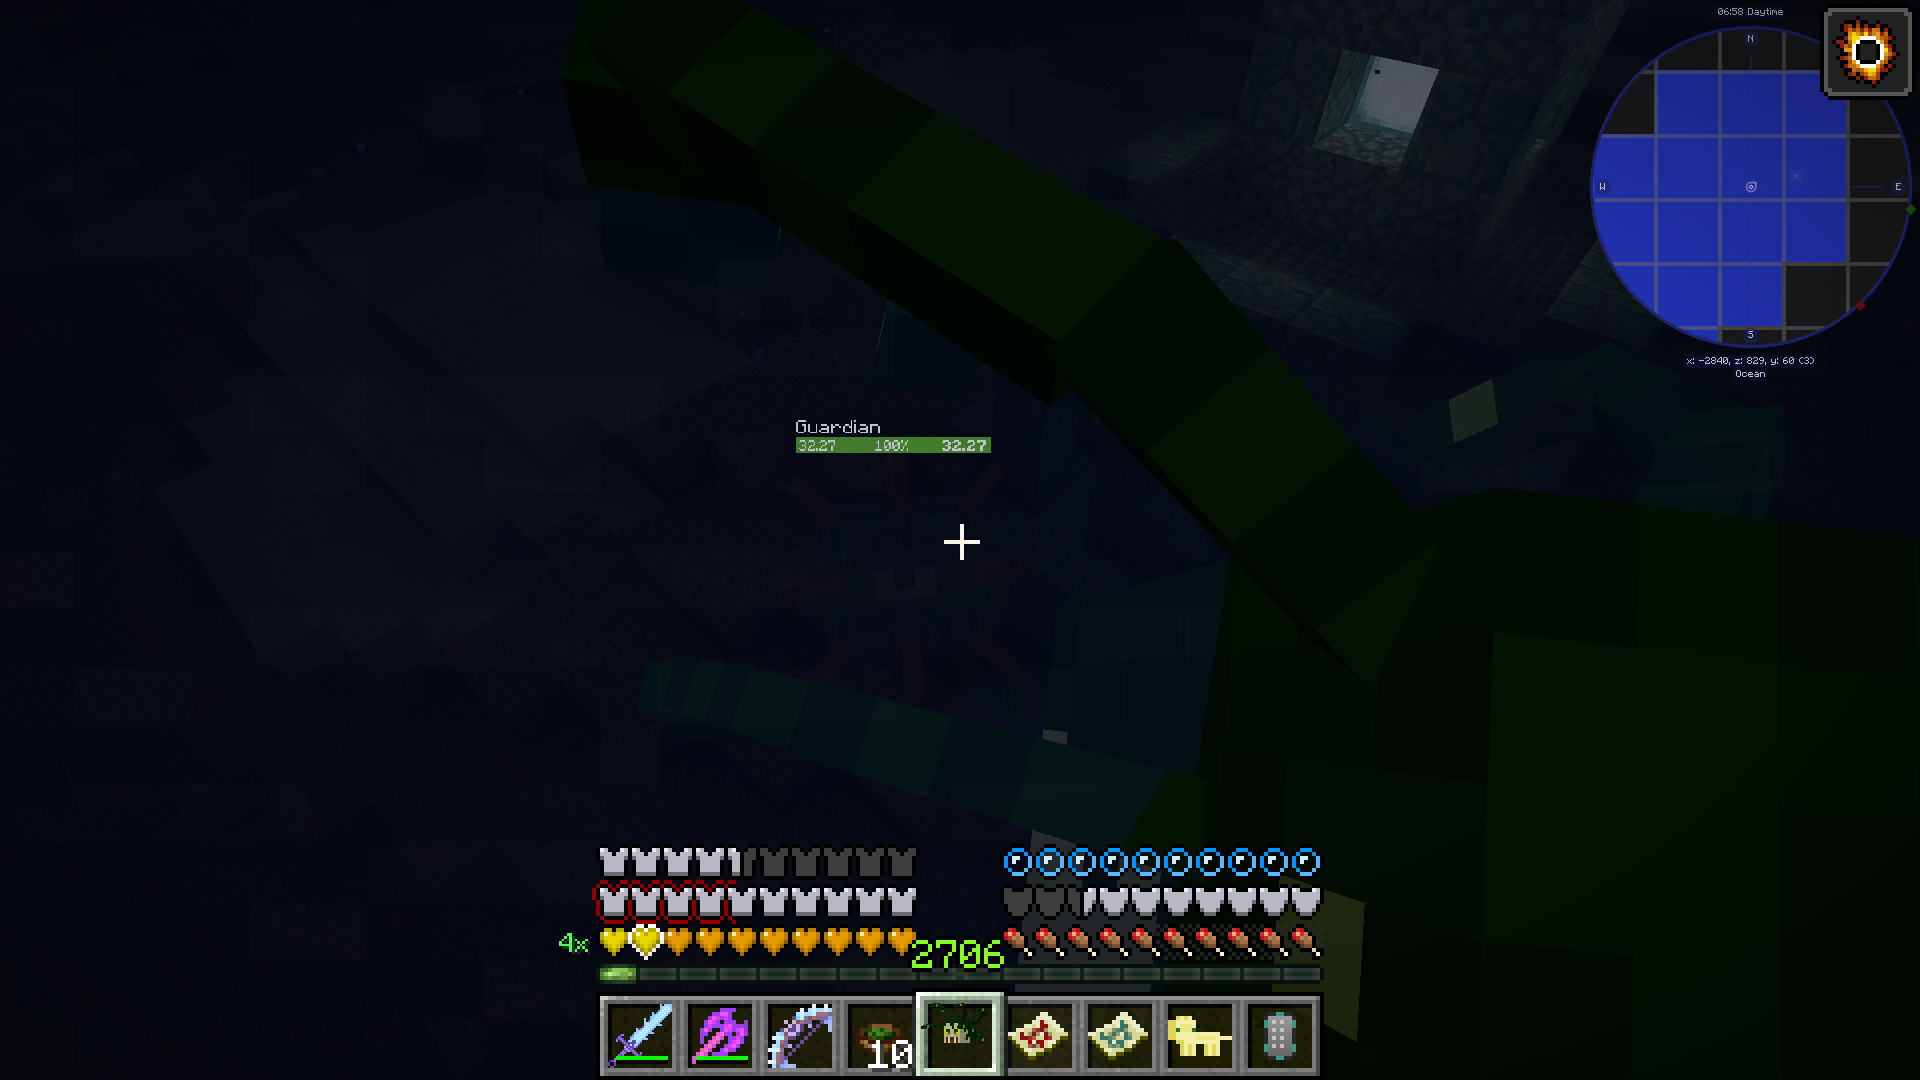 06:58 Daytime
N
W
E
S
x: -2840, z: 829, y: 60 (3)
Ocean
Guardian
32.27 100% 32.27
4x
2706
10